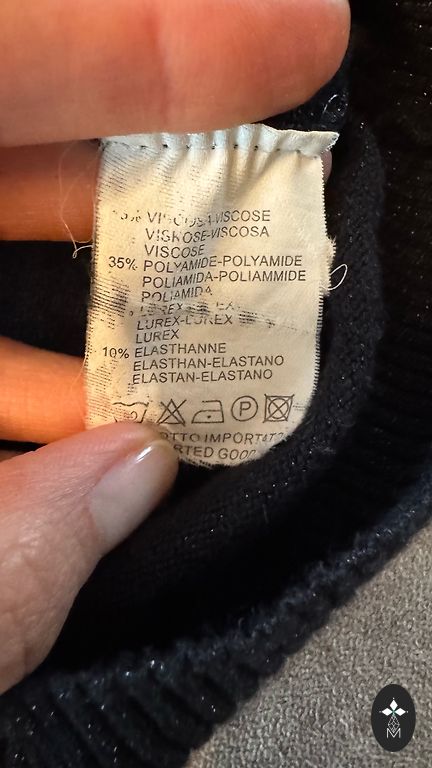 VISCOSA-VISCOSE
VISKOSE-VISCOSA
VISCOSE
35% POLYAMIDE-POLYAMIDE
POLIAMIDA-POLIAMMIDE
POLIAMIDA
LUREX-LUREX
LUREX
10% ELASTHANNE
ELASTHAN-ELASTANO
ELASTAN-ELASTANO
P
M